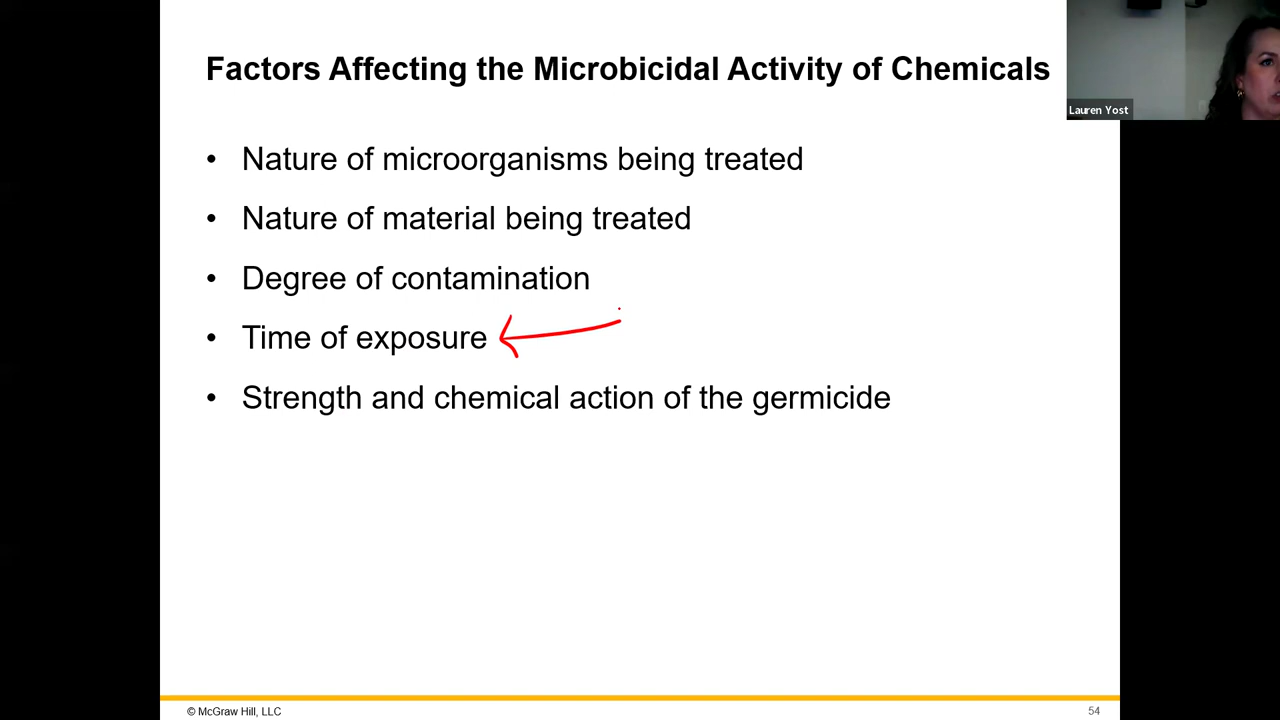 Factors Affecting the Microbicidal Activity of Chemicals
Lauren Yost
• Nature of microorganisms being treated
• Nature of material being treated
• Degree of contamination
• Time of exposure
• Strength and chemical action of the germicide
© McGraw Hill, LLC
54